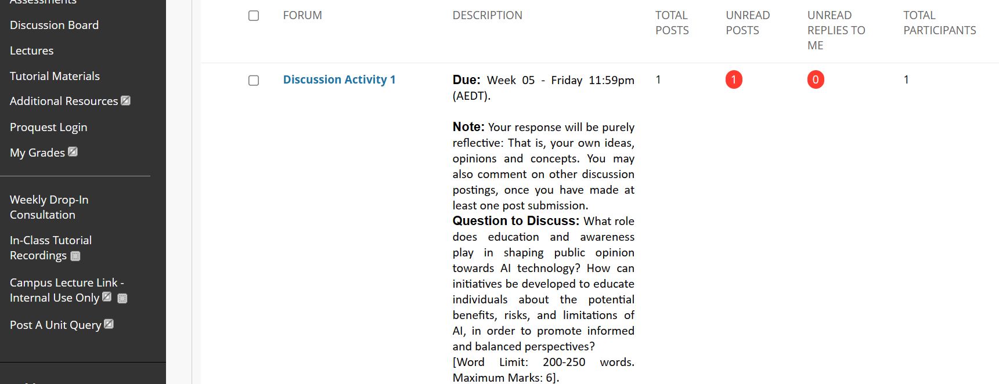 Assessments
Discussion Board
Lectures
Tutorial Materials
Additional Resources
Proquest Login
My Grades
Weekly Drop-In
Consultation
In-Class Tutorial
Recordings
Campus Lecture Link -
Internal Use Only
Post A Unit Query
FORUM
DESCRIPTION
TOTAL
POSTS
UNREAD
POSTS
UNREAD
REPLIES TO
ME
TOTAL
PARTICIPANTS
Discussion Activity 1
Due: Week 05 - Friday 11:59pm
(AEDT).
Note: Your response will be purely
reflective: That is, your own ideas,
opinions and concepts. You may
also comment on other discussion
postings, once you have made at
least one post submission.
Question to Discuss: What role
does education and awareness
play in shaping public opinion
towards AI technology? How can
initiatives be developed to educate
individuals about the potential
benefits, risks, and limitations of
AI, in order to promote informed
and balanced perspectives?
[Word Limit: 200-250 words.
Maximum Marks: 6].
1
1
0
1